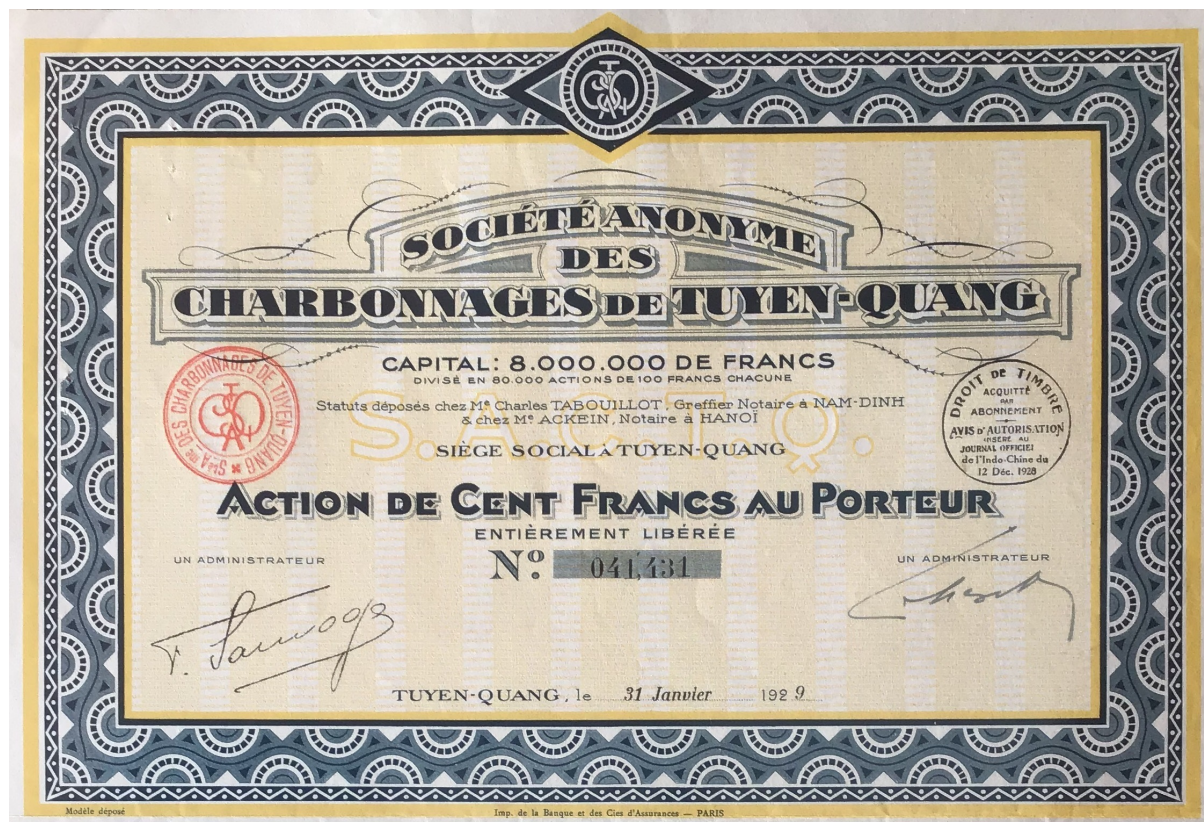 SOCIÉTÉ ANONYME
DES
CHARBONNAGES DE TUYEN-QUANG
CAPITAL: 8.000.000 DE FRANCS
DIVISÉ EN 80.000 ACTIONS DE 100 FRANCS CHACUNE
Statuts déposés chez Me Charles TABOUILLOT, Greffier Notaire à NAM-DINH
& chez Me ACKEIN, Notaire à HANOÏ
S.A.C.T.Q.
SIÈGE SOCIAL À TUYEN-QUANG
STÉ AME DES CHARBONNAGES DE TUYEN-QUANG
DROIT DE TIMBRE
ACQUITTÉ
PAR
ABONNEMENT
AVIS D'AUTORISATION
INSÉRÉ AU
JOURNAL OFFICIEL
de l'Indo-Chine du
12 Déc. 1928
ACTION DE CENT FRANCS AU PORTEUR
ENTIÈREMENT LIBÉRÉE
UN ADMINISTRATEUR
No. 041,431
UN ADMINISTRATEUR
F. Sauvage
TUYEN-QUANG, le 31 Janvier 1929
Modèle déposé
Imp. de la Banque et des Cies d'Assurances — PARIS